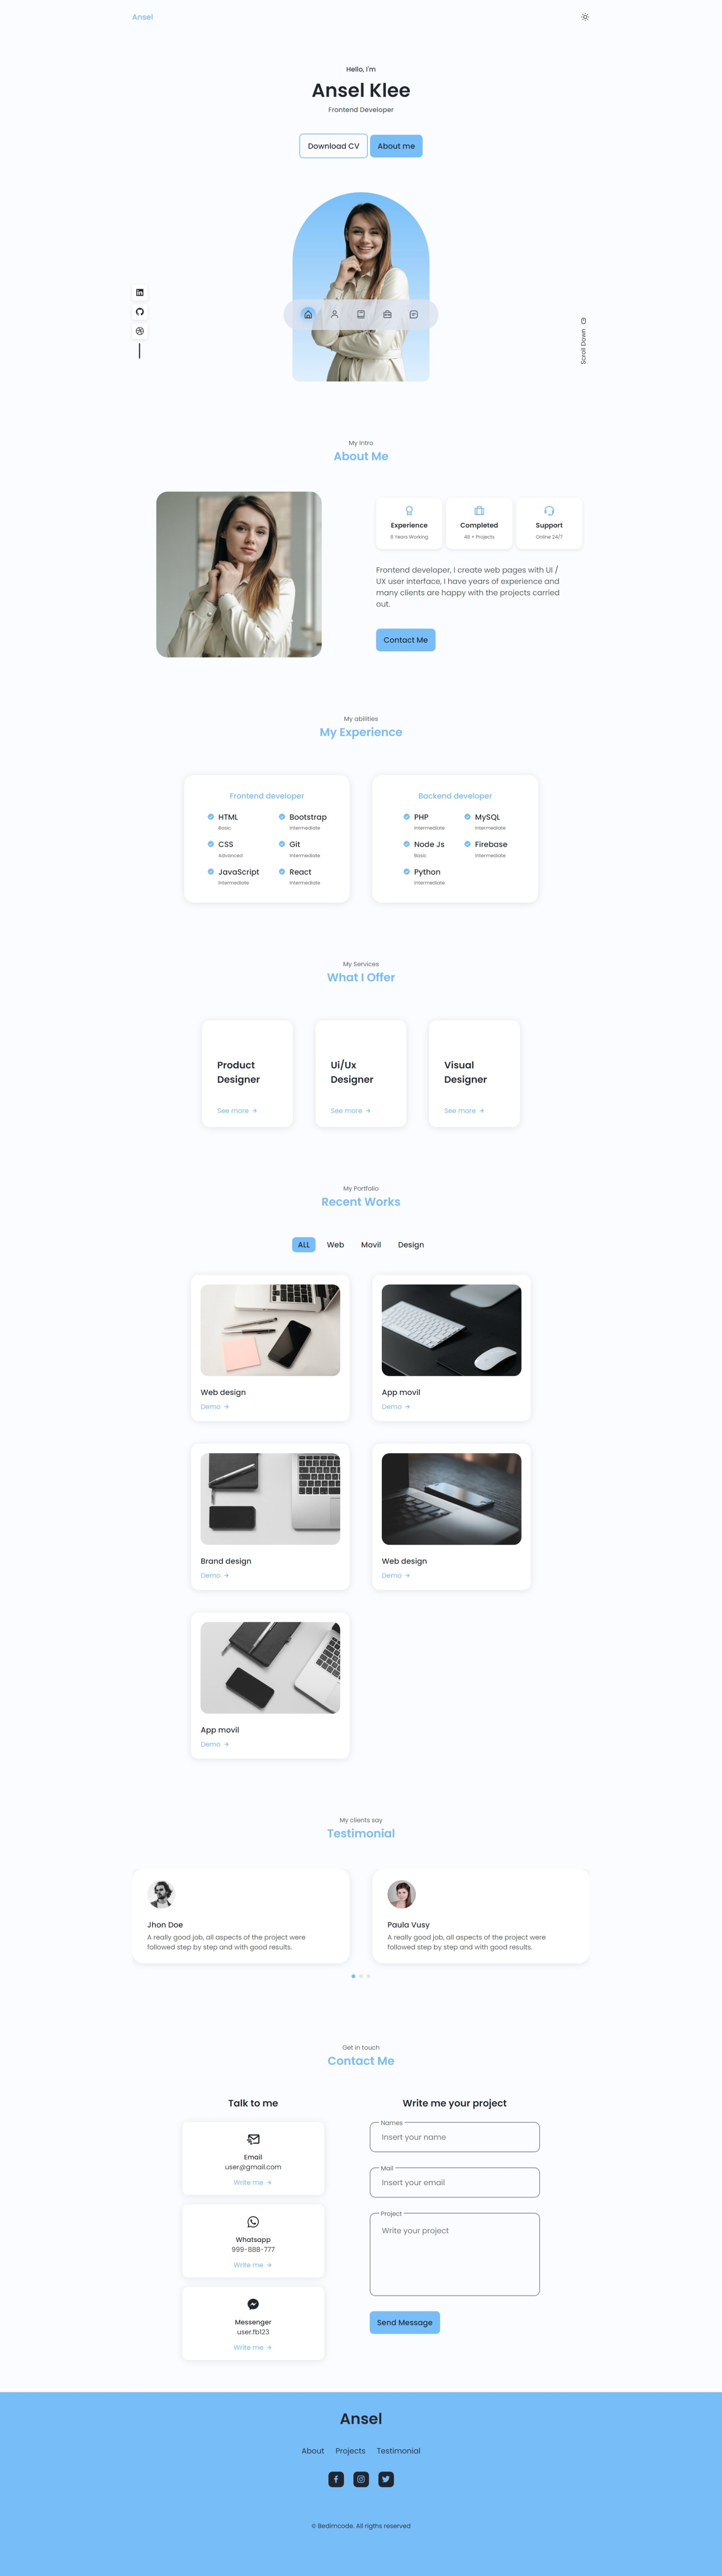 Ansel
Hello, I'm
Ansel Klee
Frontend Developer
Download CV
About me
Scroll Down
My intro
About Me
Experience
8 Years Working
Completed
48 + Projects
Support
Online 24/7
Frontend developer, I create web pages with UI /
UX user interface, I have years of experience and
many clients are happy with the projects carried
out.
Contact Me
My abilities
My Experience
Frontend developer
HTML
Basic
Bootstrap
Intermediate
CSS
Advanced
Git
Intermediate
JavaScript
Intermediate
React
Intermediate
Backend developer
PHP
Intermediate
MySQL
Intermediate
Node Js
Basic
Firebase
Intermediate
Python
Intermediate
My Services
What I Offer
Product
Designer
See more
Ui/Ux
Designer
See more
Visual
Designer
See more
My Portfolio
Recent Works
ALL
Web
Movil
Design
Web design
Demo
App movil
Demo
Brand design
Demo
Web design
Demo
App movil
Demo
My clients say
Testimonial
Jhon Doe
A really good job, all aspects of the project were
followed step by step and with good results.
Paula Vusy
A really good job, all aspects of the project were
followed step by step and with good results.
Get in touch
Contact Me
Talk to me
Email
user@gmail.com
Write me
Whatsapp
999-888-777
Write me
Messenger
user.fb123
Write me
Write me your project
Names
Insert your name
Mail
Insert your email
Project
Write your project
Send Message
Ansel
About
Projects
Testimonial
© Bedimcode. All rigths reserved